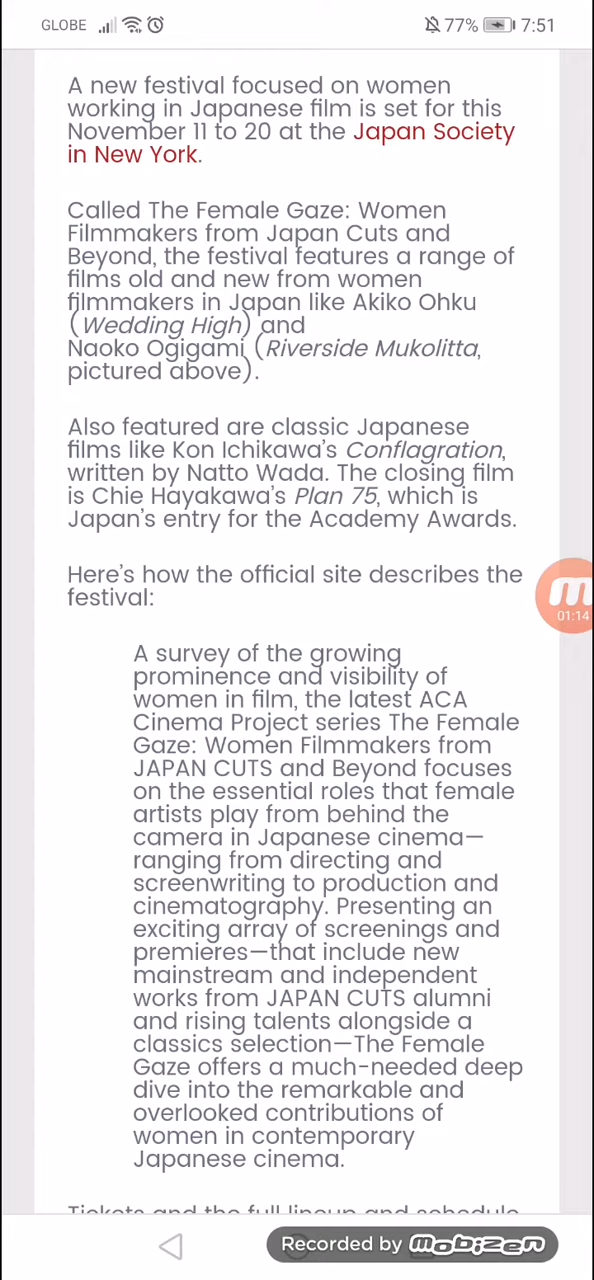 GLOBE 77% 7:51
A new festival focused on women
working in Japanese film is set for this
November 11 to 20 at the Japan Society
in New York.
Called The Female Gaze: Women
Filmmakers from Japan Cuts and
Beyond, the festival features a range of
films old and new from women
filmmakers in Japan like Akiko Ohku
(Wedding High) and
Naoko Ogigami (Riverside Mukolitta,
pictured above).
Also featured are classic Japanese
films like Kon Ichikawa's Conflagration,
written by Natto Wada. The closing film
is Chie Hayakawa's Plan 75, which is
Japan's entry for the Academy Awards.
Here's how the official site describes the
festival:
01:14
A survey of the growing
prominence and visibility of
women in film, the latest ACA
Cinema Project series The Female
Gaze: Women Filmmakers from
JAPAN CUTS and Beyond focuses
on the essential roles that female
artists play from behind the
camera in Japanese cinema—
ranging from directing and
screenwriting to production and
cinematography. Presenting an
exciting array of screenings and
premieres—that include new
mainstream and independent
works from JAPAN CUTS alumni
and rising talents alongside a
classics selection—The Female
Gaze offers a much-needed deep
dive into the remarkable and
overlooked contributions of
women in contemporary
Japanese cinema.
Tickets and the full lineup and schedule
Recorded by mobizen